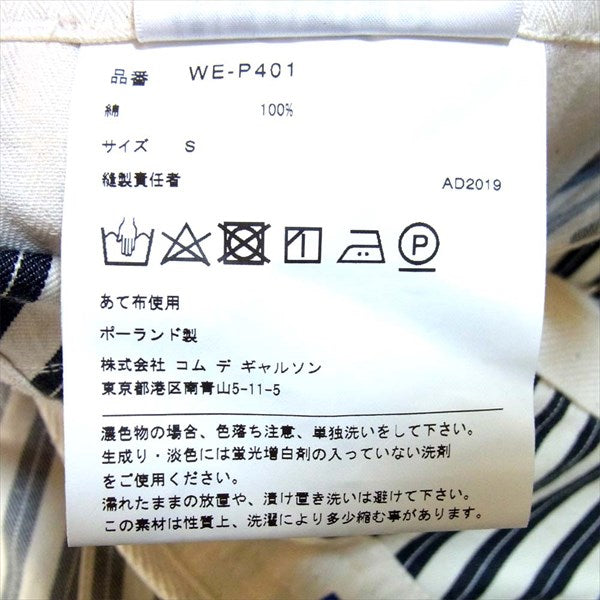 品番 WE-P401
綿 100%
サイズ S
縫製責任者 AD2019
P
あて布使用
ポーランド製
株式会社 コム デ ギャルソン
東京都港区南青山5-11-5
濃色物の場合、色落ち注意、単独洗いをして下さい。
生成り・淡色には蛍光増白剤の入っていない洗剤
をご使用ください。
濡れたままの放置や、漬け置き洗いは避けて下さい。
この素材は性質上、洗濯により多少縮む事が有ります。